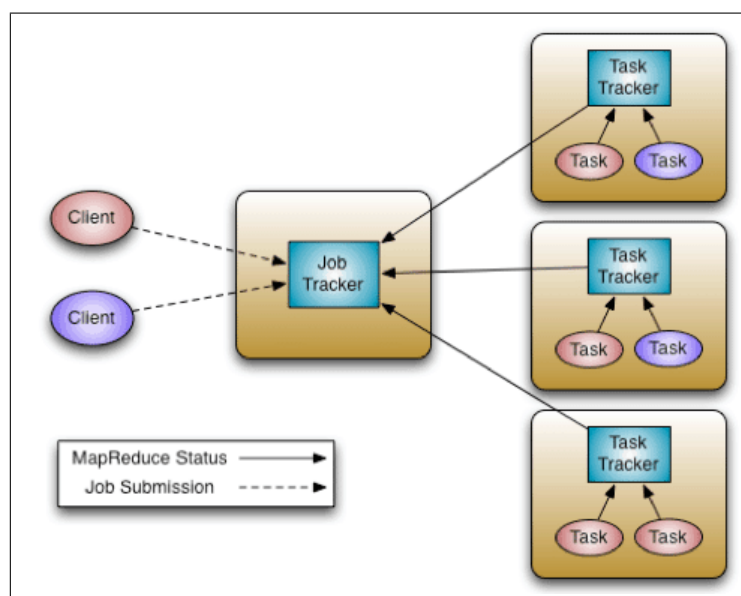 Client
Client
Job
Tracker
Task
Tracker
Task
Task
Task
Tracker
Task
Task
Task
Tracker
Task
Task
MapReduce Status
Job Submission